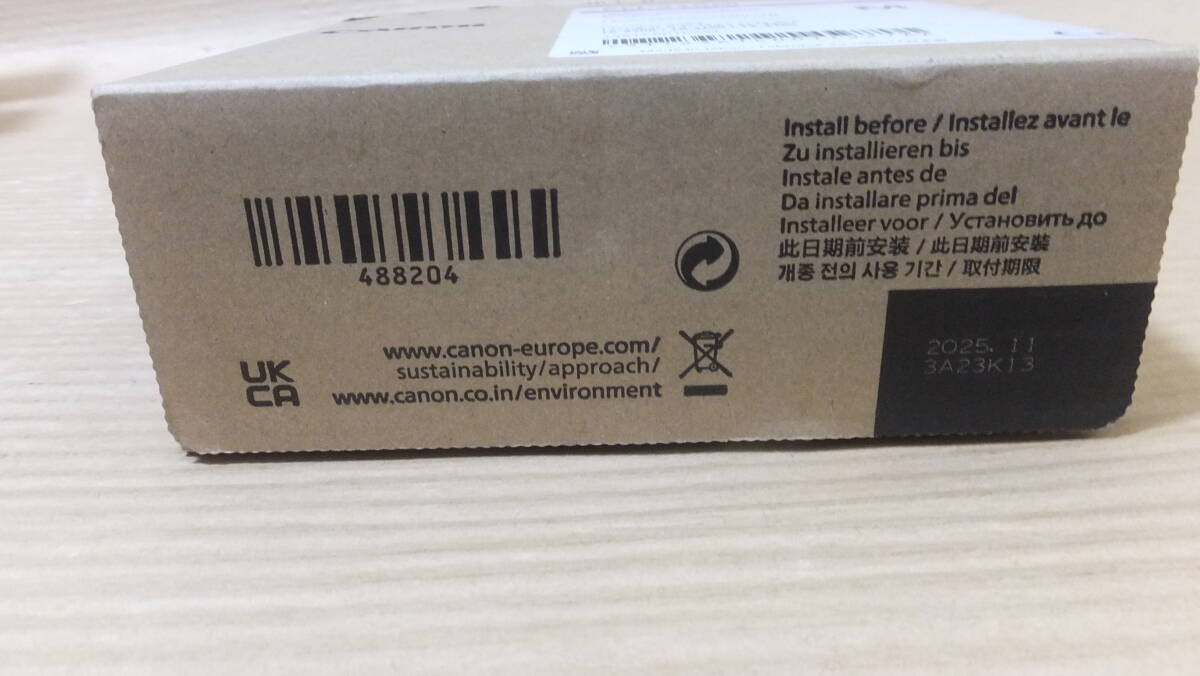 Canon
Install before / Installez avant le
Zu installieren bis
Instale antes de
Da installare prima del
Installeer voor / Установить до
此日期前安装 / 此日期前安裝
개종 전의 사용 기간 / 取付期限
488204
2025. 11
3A23K13
www.canon-europe.com/
sustainability/approach/
www.canon.co.in/environment
UK
CA